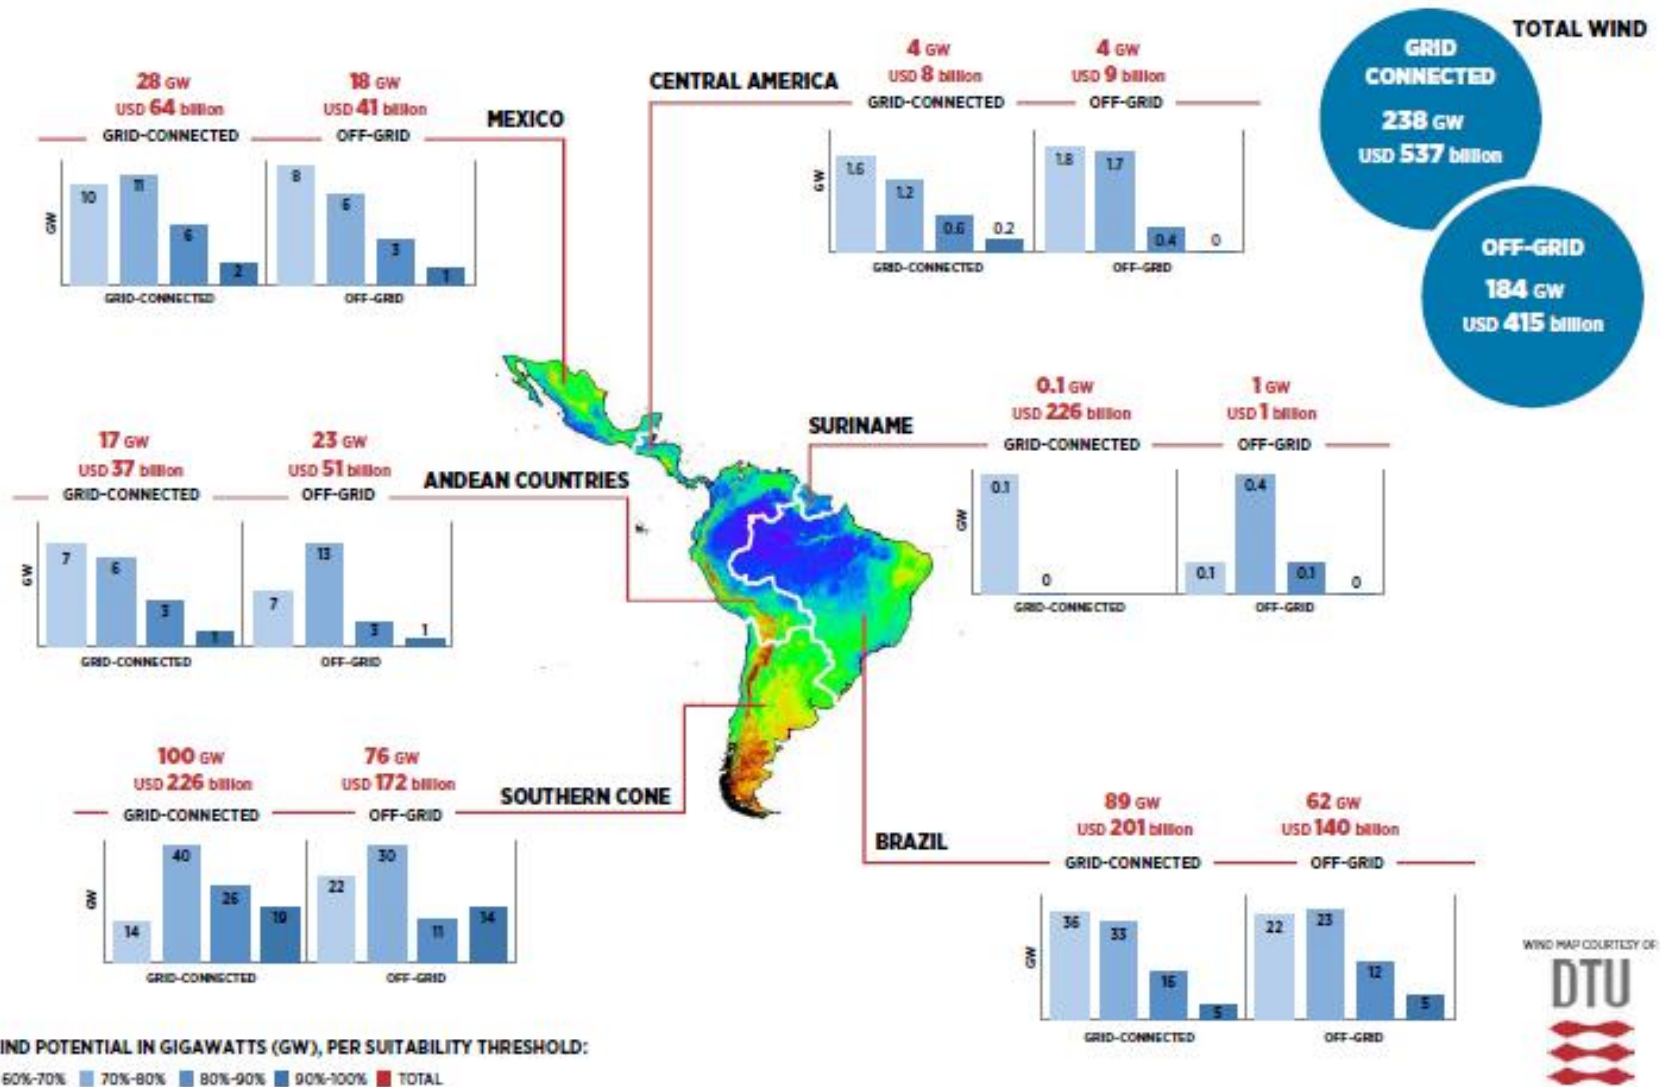 TOTAL WIND
GRID
CONNECTED
238 GW
USD 537 billion
OFF-GRID
184 GW
USD 415 billion
MEXICO
28 GW
USD 64 billion
GRID-CONNECTED
18 GW
USD 41 billion
OFF-GRID
GW
10
11
6
2
GRID-CONNECTED
8
6
3
1
OFF-GRID
CENTRAL AMERICA
4 GW
USD 8 billion
GRID-CONNECTED
4 GW
USD 9 billion
OFF-GRID
GW
1.6
1.2
0.6
0.2
GRID-CONNECTED
1.8
1.7
0.4
0
OFF-GRID
SURINAME
0.1 GW
USD 226 billion
GRID-CONNECTED
1 GW
USD 1 billion
OFF-GRID
GW
0.1
0
GRID-CONNECTED
0.1
0.4
0.1
0
OFF-GRID
ANDEAN COUNTRIES
17 GW
USD 37 billion
GRID-CONNECTED
23 GW
USD 51 billion
OFF-GRID
GW
7
6
3
1
GRID-CONNECTED
7
13
3
1
OFF-GRID
SOUTHERN CONE
100 GW
USD 226 billion
GRID-CONNECTED
76 GW
USD 172 billion
OFF-GRID
GW
14
40
26
19
GRID-CONNECTED
22
30
11
14
OFF-GRID
BRAZIL
89 GW
USD 201 billion
GRID-CONNECTED
62 GW
USD 140 billion
OFF-GRID
GW
36
33
16
5
GRID-CONNECTED
22
23
12
5
OFF-GRID
WIND MAP COURTESY OF
DTU
IND POTENTIAL IN GIGAWATTS (GW), PER SUITABILITY THRESHOLD:
60%-70% 70%-80% 80%-90% 90%-100% TOTAL